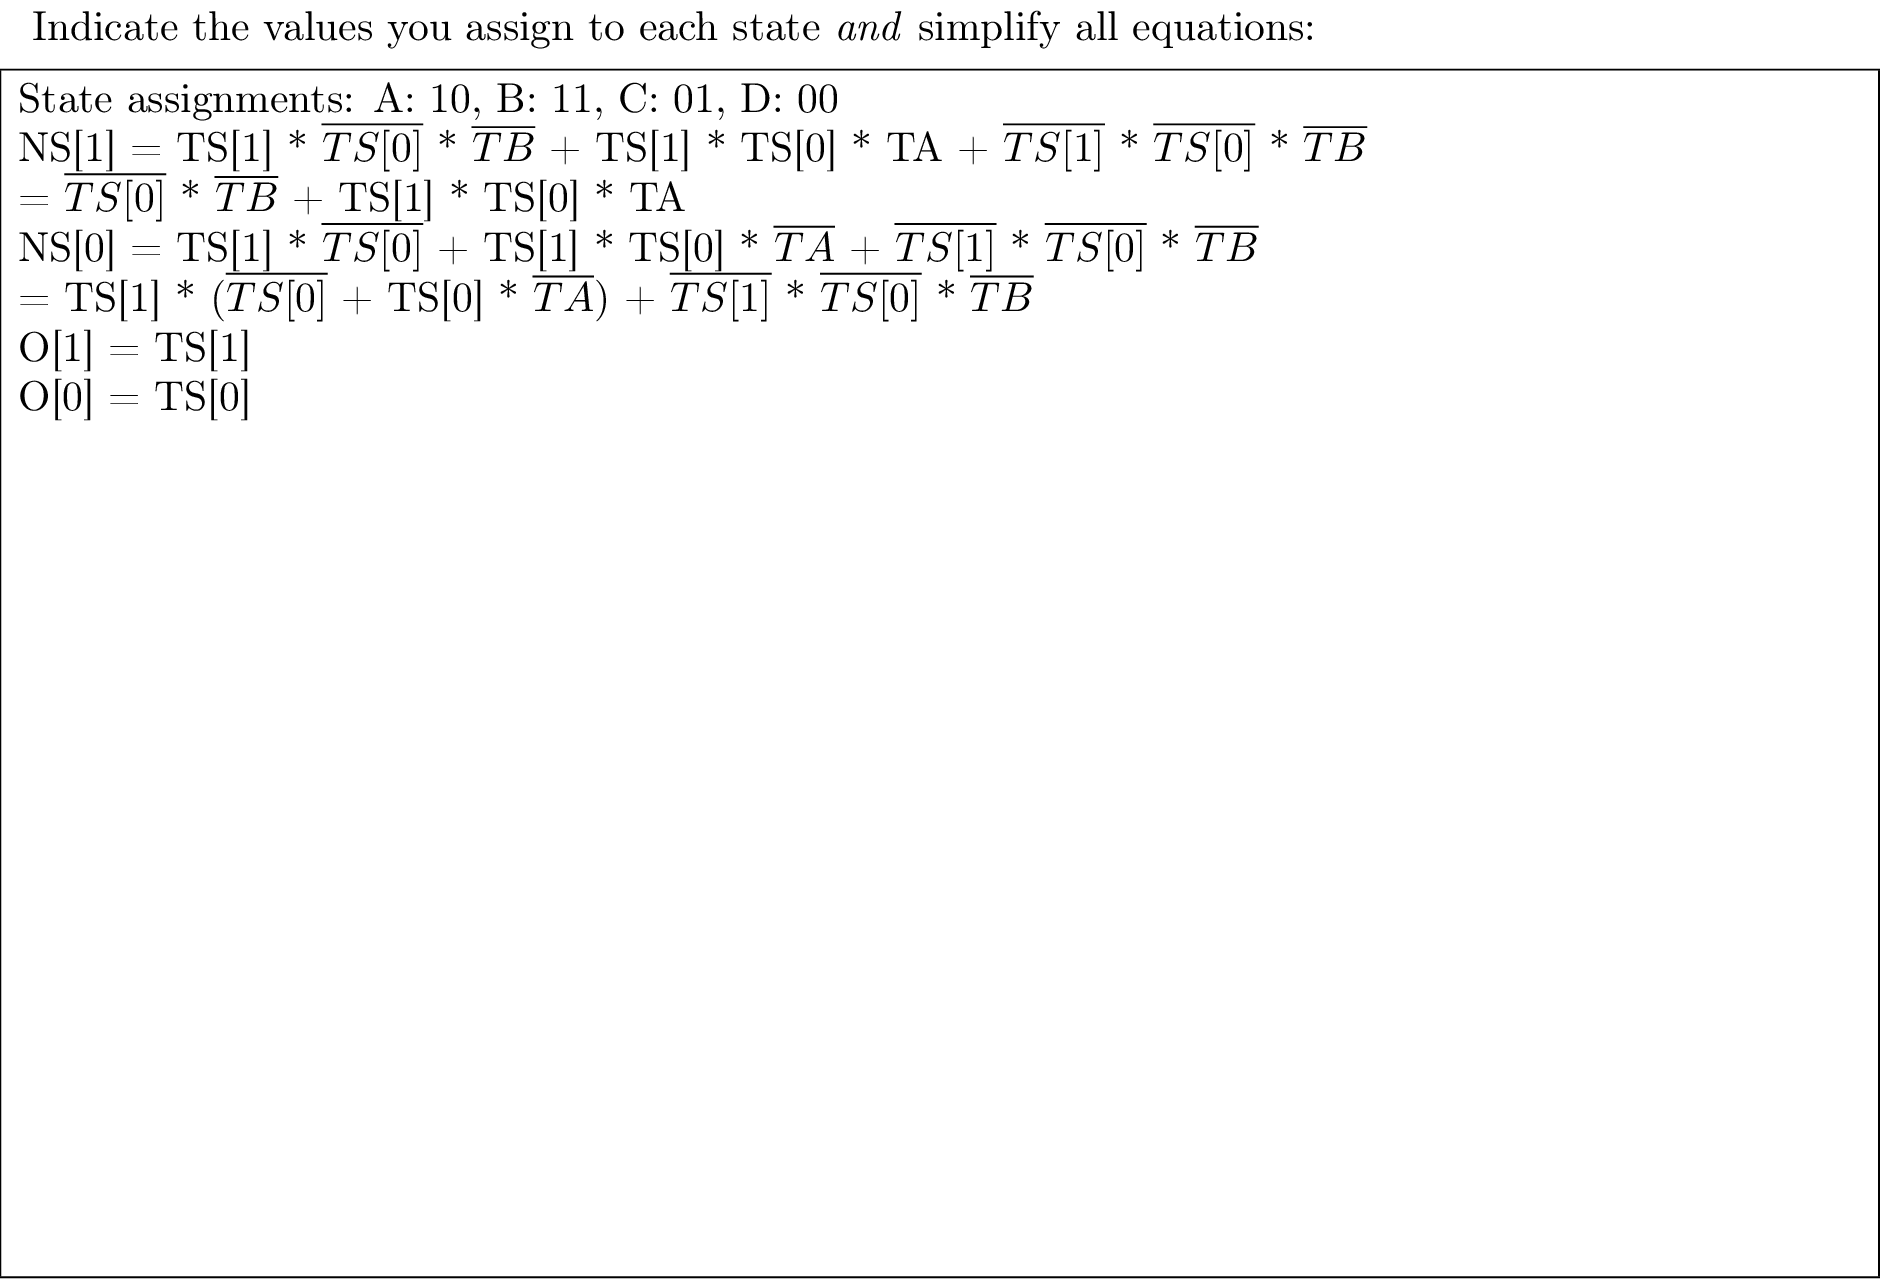 Indicate the values you assign to each state and simplify all equations:
State assignments: A: 10, B: 11, C: 01, D: 00
NS[1] = TS[1] * $\overline{TS[0]}$ * $\overline{TB}$ + TS[1] * TS[0] * TA + $\overline{TS[1]}$ * $\overline{TS[0]}$ * $\overline{TB}$
= $\overline{TS[0]}$ * $\overline{TB}$ + TS[1] * TS[0] * TA
NS[0] = TS[1] * $\overline{TS[0]}$ + TS[1] * TS[0] * $\overline{TA}$ + $\overline{TS[1]}$ * $\overline{TS[0]}$ * $\overline{TB}$
= TS[1] * ($\overline{TS[0]}$ + TS[0] * $\overline{TA}$) + $\overline{TS[1]}$ * $\overline{TS[0]}$ * $\overline{TB}$
O[1] = TS[1]
O[0] = TS[0]